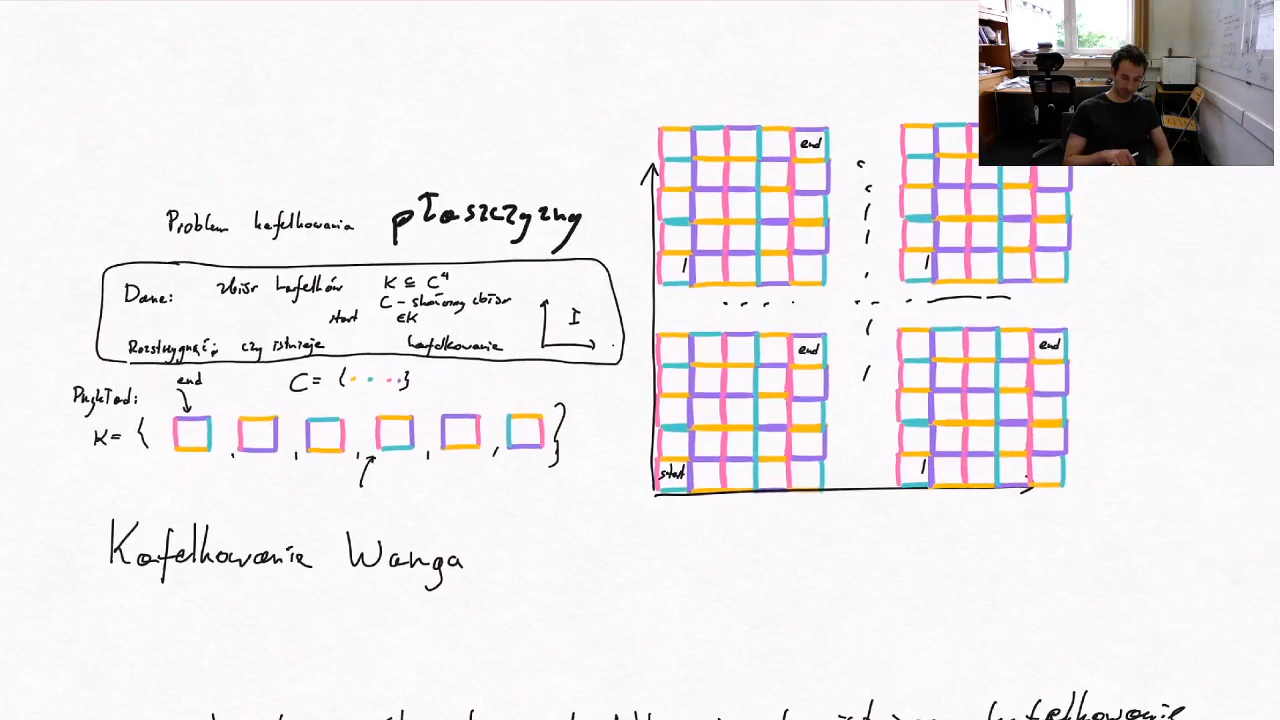 Problem kafelkowania płaszczyzny
Dane: zbiór kafelków K ⊆ C⁴
C - skończony zbiór
start ∈K
I
Rozstrzygnąć: czy istnieje kafelkowanie
end
C = { · · · · }
Przykład:
K = { , , , , , }
Kafelkowanie Wanga
end
end
end
start
kafelkowanie